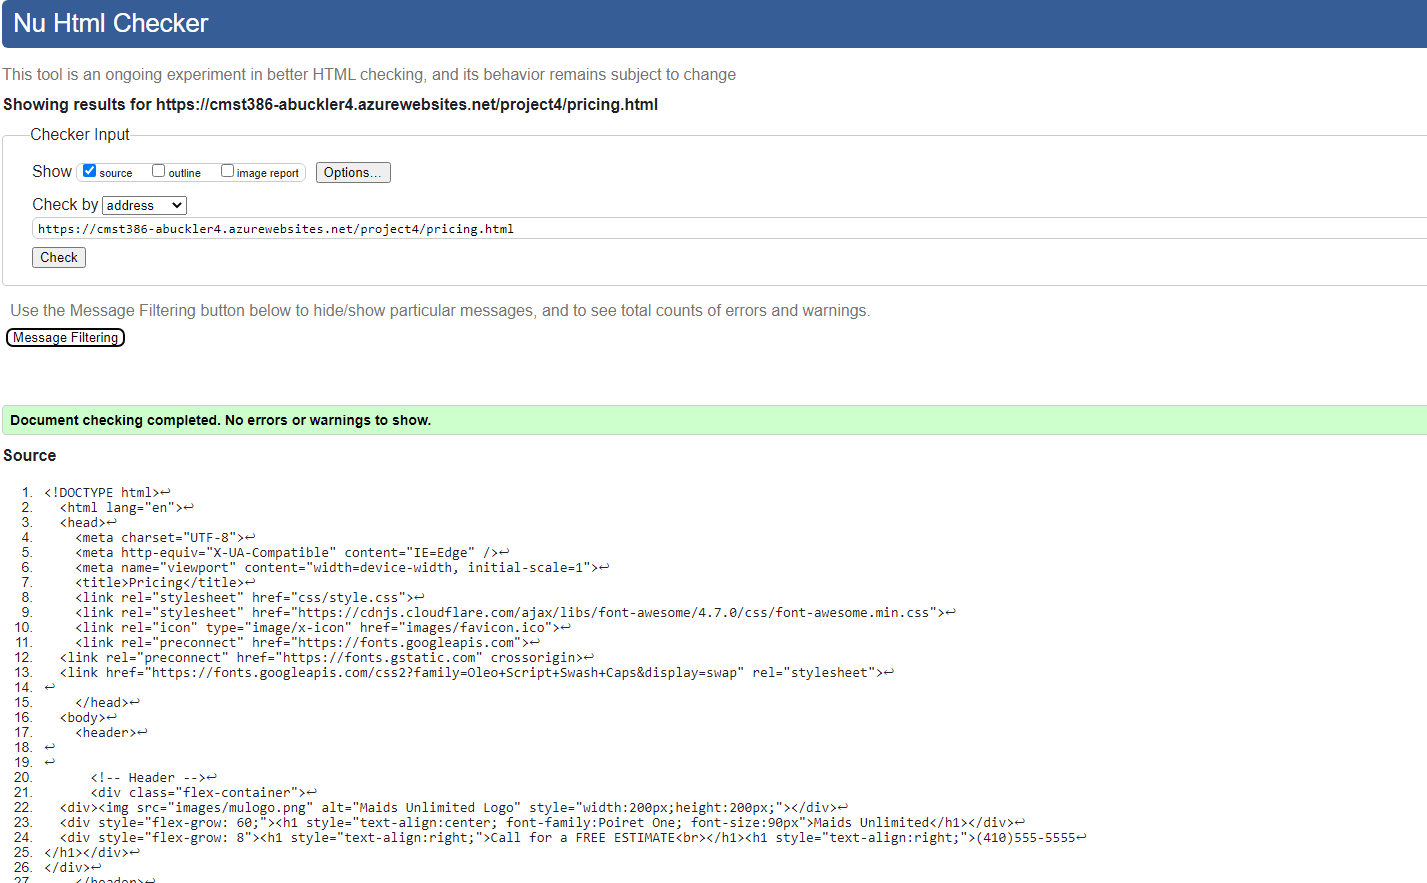 Nu Html Checker
This tool is an ongoing experiment in better HTML checking, and its behavior remains subject to change
Showing results for https://cmst386-abuckler4.azurewebsites.net/project4/pricing.html
Checker Input
Show source outline image report Options...
Check by address
https://cmst386-abuckler4.azurewebsites.net/project4/pricing.html
Check
Use the Message Filtering button below to hide/show particular messages, and to see total counts of errors and warnings.
Message Filtering
Document checking completed. No errors or warnings to show.
Source
1. <!DOCTYPE html>↩
2. <html lang="en">↩
3. <head>↩
4. <meta charset="UTF-8">↩
5. <meta http-equiv="X-UA-Compatible" content="IE=Edge" />↩
6. <meta name="viewport" content="width=device-width, initial-scale=1">↩
7. <title>Pricing</title>↩
8. <link rel="stylesheet" href="css/style.css">↩
9. <link rel="stylesheet" href="https://cdnjs.cloudflare.com/ajax/libs/font-awesome/4.7.0/css/font-awesome.min.css">↩
10. <link rel="icon" type="image/x-icon" href="images/favicon.ico">↩
11. <link rel="preconnect" href="https://fonts.googleapis.com">↩
12. <link rel="preconnect" href="https://fonts.gstatic.com" crossorigin>↩
13. <link href="https://fonts.googleapis.com/css2?family=Oleo+Script+Swash+Caps&display=swap" rel="stylesheet">↩
14. ↩
15. </head>↩
16. <body>↩
17. <header>↩
18. ↩
19. ↩
20. <!-- Header -->↩
21. <div class="flex-container">↩
22. <div><img src="images/mulogo.png" alt="Maids Unlimited Logo" style="width:200px;height:200px;"></div>↩
23. <div style="flex-grow: 60;"><h1 style="text-align:center; font-family:Poiret One; font-size:90px">Maids Unlimited</h1></div>↩
24. <div style="flex-grow: 8"><h1 style="text-align:right;">Call for a FREE ESTIMATE<br></h1><h1 style="text-align:right;">(410)555-5555↩
25. </h1></div>↩
26. </div>↩
27. </header>↩